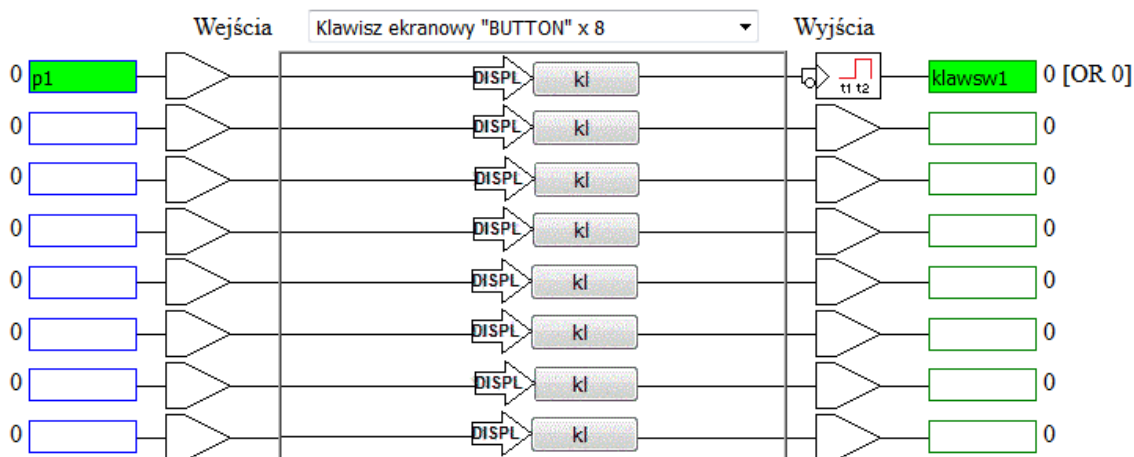 Wejścia Klawisz ekranowy "BUTTON" x 8 Wyjścia
0 p1 DISPL kl t1 t2 klawsw1 0 [OR 0]
0 DISPL kl 0
0 DISPL kl 0
0 DISPL kl 0
0 DISPL kl 0
0 DISPL kl 0
0 DISPL kl 0
0 DISPL kl 0